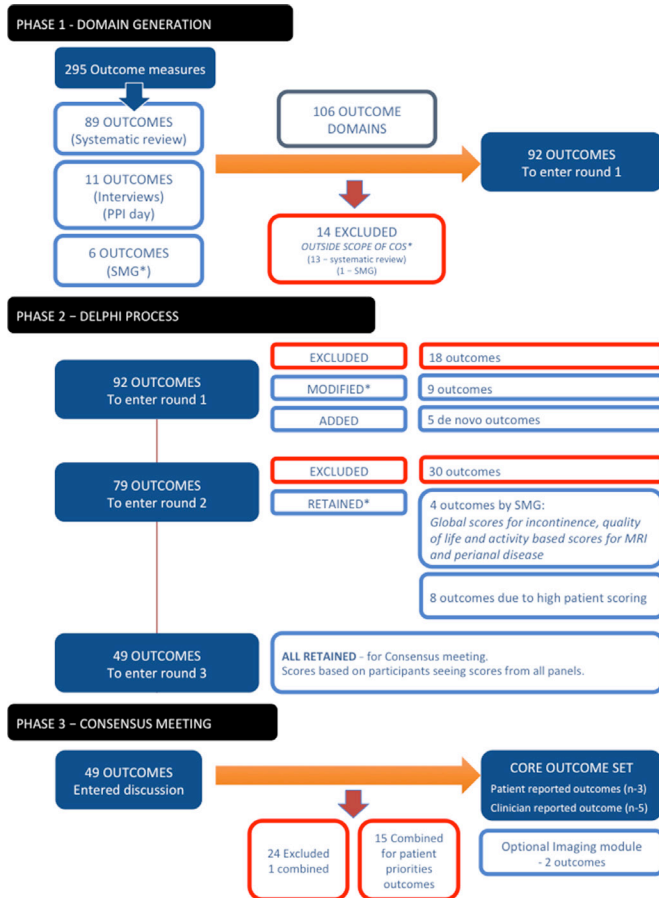 PHASE 1 - DOMAIN GENERATION
295 Outcome measures
89 OUTCOMES
(Systematic review)
11 OUTCOMES
(Interviews)
(PPI day)
6 OUTCOMES
(SMG*)
106 OUTCOME
DOMAINS
14 EXCLUDED
OUTSIDE SCOPE OF COS*
(13 – systematic review)
(1 – SMG)
92 OUTCOMES
To enter round 1
PHASE 2 – DELPHI PROCESS
92 OUTCOMES
To enter round 1
EXCLUDED
18 outcomes
MODIFIED*
9 outcomes
ADDED
5 de novo outcomes
79 OUTCOMES
To enter round 2
EXCLUDED
30 outcomes
RETAINED*
4 outcomes by SMG:
Global scores for incontinence, quality
of life and activity based scores for MRI
and perianal disease
8 outcomes due to high patient scoring
49 OUTCOMES
To enter round 3
ALL RETAINED - for Consensus meeting.
Scores based on participants seeing scores from all panels.
PHASE 3 – CONSENSUS MEETING
49 OUTCOMES
Entered discussion
24 Excluded
1 combined
15 Combined
for patient
priorities
outcomes
CORE OUTCOME SET
Patient reported outcomes (n-3)
Clinician reported outcome (n-5)
Optional Imaging module
- 2 outcomes